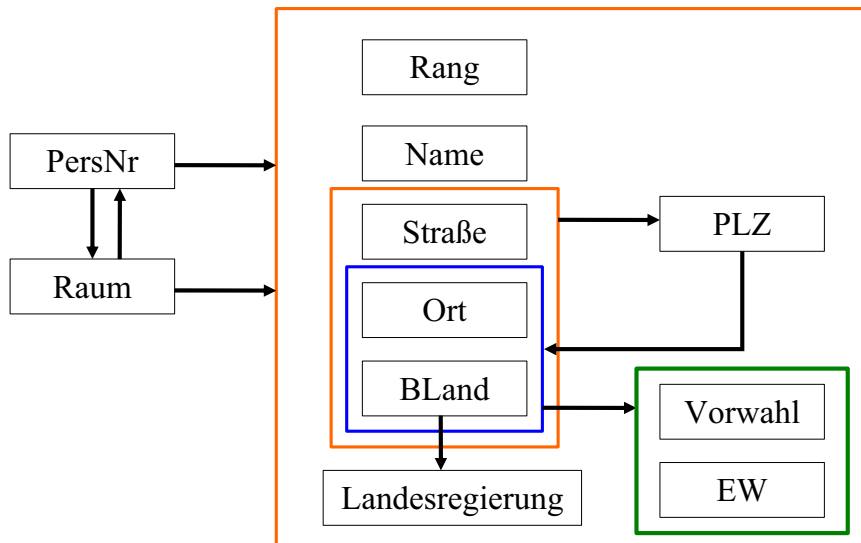 Rang
PersNr
Name
Straße
PLZ
Raum
Ort
BLand
Vorwahl
Landesregierung
EW